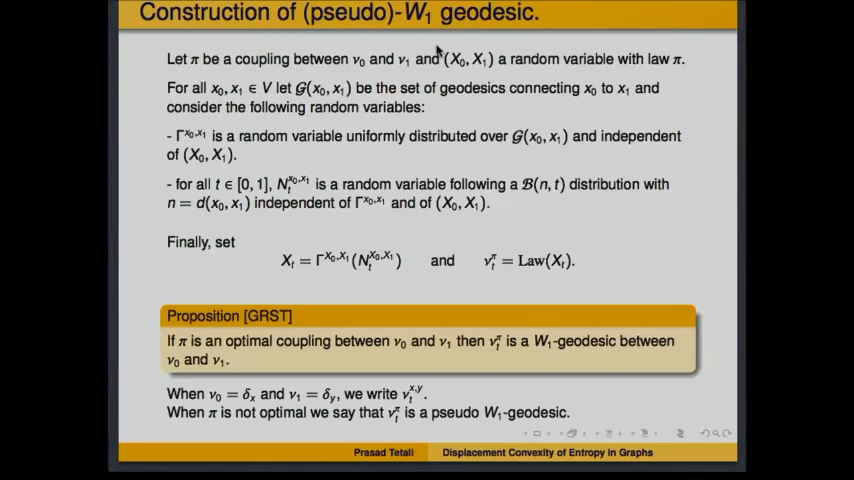 Construction of (pseudo)-W₁ geodesic.
Let π be a coupling between ν₀ and ν₁ and (X₀, X₁) a random variable with law π.
For all x₀, x₁ ∈ V let 𝒢(x₀, x₁) be the set of geodesics connecting x₀ to x₁ and
consider the following random variables:
- Γ^{x₀,x₁} is a random variable uniformly distributed over 𝒢(x₀, x₁) and independent
of (X₀, X₁).
- for all t ∈ [0, 1], N_t^{x₀,x₁} is a random variable following a ℬ(n, t) distribution with
n = d(x₀, x₁) independent of Γ^{x₀,x₁} and of (X₀, X₁).
Finally, set
X_t = Γ^{X₀,X₁}(N_t^{X₀,X₁}) and ν_t^π = Law(X_t).
Proposition [GRST]
If π is an optimal coupling between ν₀ and ν₁ then ν_t^π is a W₁-geodesic between
ν₀ and ν₁.
When ν₀ = δ_x and ν₁ = δ_y, we write ν_t^{x,y}.
When π is not optimal we say that ν_t^π is a pseudo W₁-geodesic.
Prasad Tetali Displacement Convexity of Entropy in Graphs